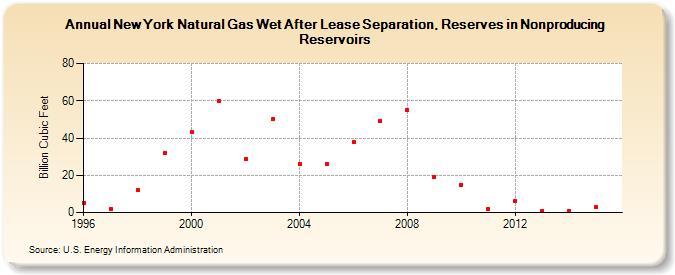 Annual New York Natural Gas Wet After Lease Separation, Reserves in Nonproducing
Reservoirs
Billion Cubic Feet
80
60
40
20
0
1996 2000 2004 2008 2012
Source: U.S. Energy Information Administration